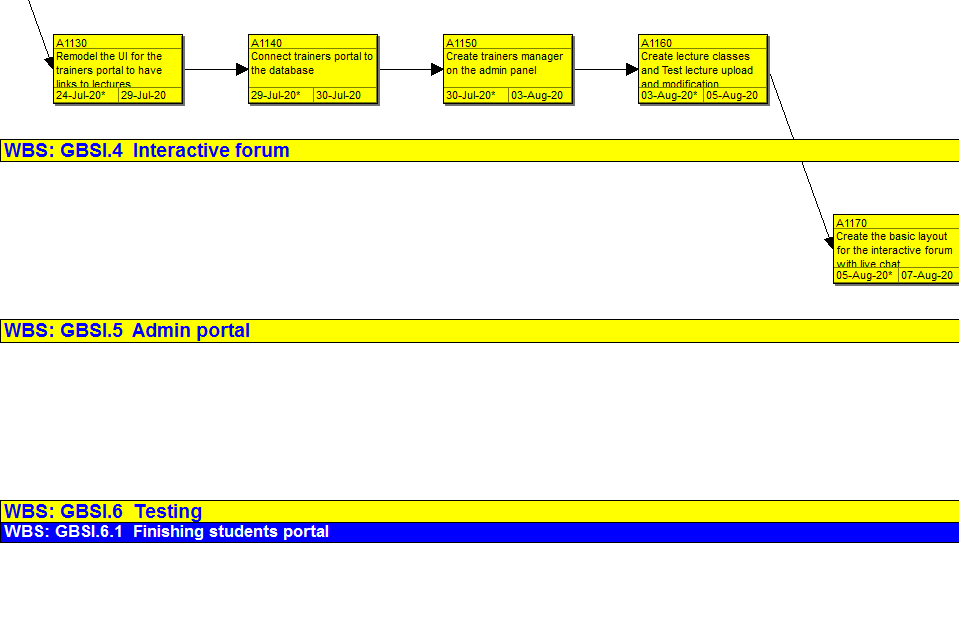 A1130
Remodel the UI for the
trainers portal to have
links to lectures
24-Jul-20* 29-Jul-20
A1140
Connect trainers portal to
the database
29-Jul-20* 30-Jul-20
A1150
Create trainers manager
on the admin panel
30-Jul-20* 03-Aug-20
A1160
Create lecture classes
and Test lecture upload
and modification
03-Aug-20* 05-Aug-20
WBS: GBSI.4 Interactive forum
A1170
Create the basic layout
for the interactive forum
with live chat
05-Aug-20* 07-Aug-20
WBS: GBSI.5 Admin portal
WBS: GBSI.6 Testing
WBS: GBSI.6.1 Finishing students portal